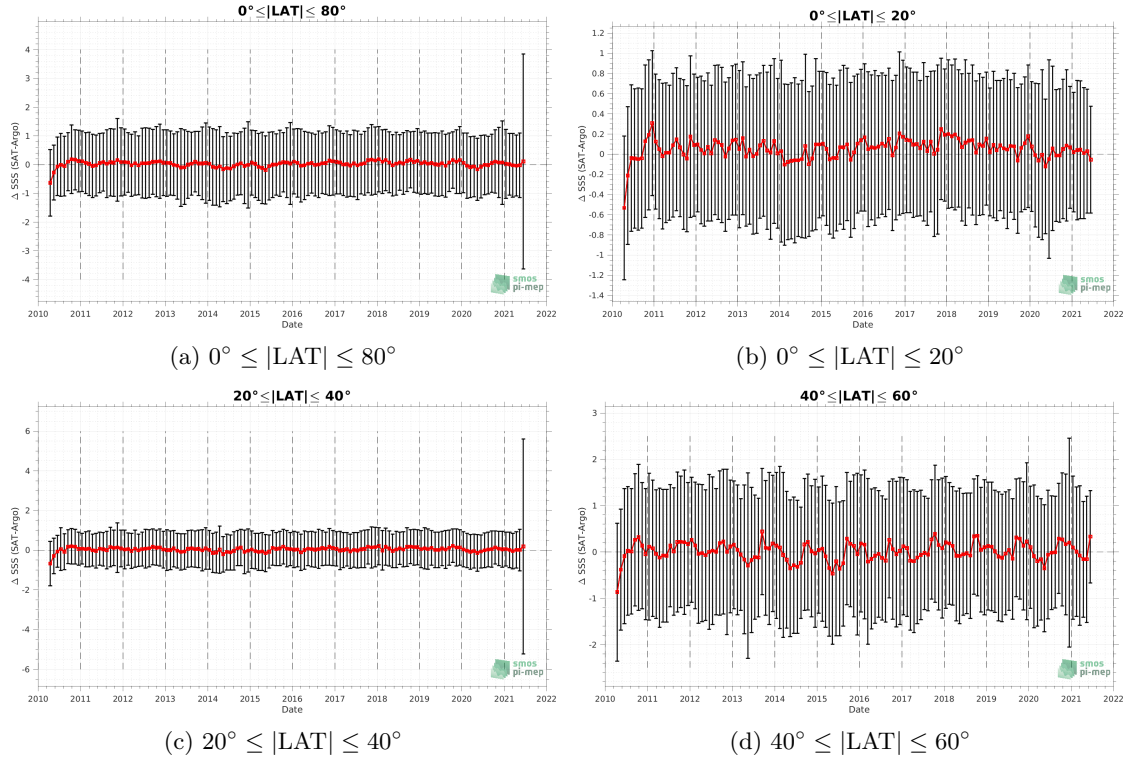 0°≤|LAT|≤ 80°
Δ SSS (SAT-Argo)
5
4
3
2
1
0
-1
-2
-3
-4
2010 2011 2012 2013 2014 2015 2016 2017 2018 2019 2020 2021 2022
Date
smos
pi-mep
(a) 0° ≤ |LAT| ≤ 80°
0°≤|LAT|≤ 20°
Δ SSS (SAT-Argo)
1.2
1
0.8
0.6
0.4
0.2
0
-0.2
-0.4
-0.6
-0.8
-1
-1.2
-1.4
2010 2011 2012 2013 2014 2015 2016 2017 2018 2019 2020 2021 2022
Date
smos
pi-mep
(b) 0° ≤ |LAT| ≤ 20°
20°≤|LAT|≤ 40°
Δ SSS (SAT-Argo)
6
4
2
0
-2
-4
-6
2010 2011 2012 2013 2014 2015 2016 2017 2018 2019 2020 2021 2022
Date
smos
pi-mep
(c) 20° ≤ |LAT| ≤ 40°
40°≤|LAT|≤ 60°
Δ SSS (SAT-Argo)
3
2
1
0
-1
-2
2010 2011 2012 2013 2014 2015 2016 2017 2018 2019 2020 2021 2022
Date
smos
pi-mep
(d) 40° ≤ |LAT| ≤ 60°